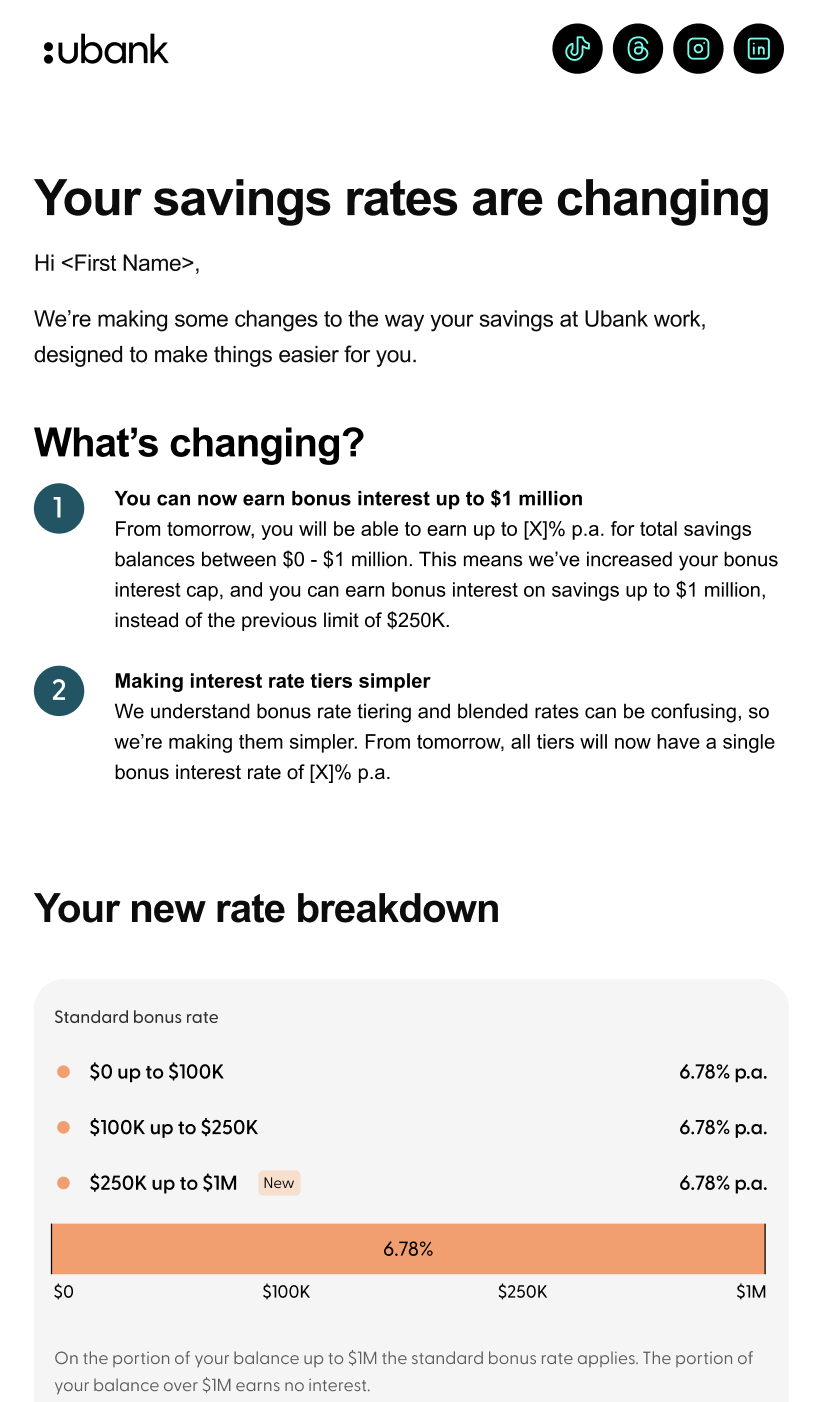 :ubank
Your savings rates are changing
Hi <First Name>,
We’re making some changes to the way your savings at Ubank work,
designed to make things easier for you.
What’s changing?
1
You can now earn bonus interest up to $1 million
From tomorrow, you will be able to earn up to [X]% p.a. for total savings
balances between $0 - $1 million. This means we’ve increased your bonus
interest cap, and you can earn bonus interest on savings up to $1 million,
instead of the previous limit of $250K.
2
Making interest rate tiers simpler
We understand bonus rate tiering and blended rates can be confusing, so
we’re making them simpler. From tomorrow, all tiers will now have a single
bonus interest rate of [X]% p.a.
Your new rate breakdown
Standard bonus rate
$0 up to $100K 6.78% p.a.
$100K up to $250K 6.78% p.a.
$250K up to $1M New 6.78% p.a.
6.78%
$0 $100K $250K $1M
On the portion of your balance up to $1M the standard bonus rate applies. The portion of
your balance over $1M earns no interest.